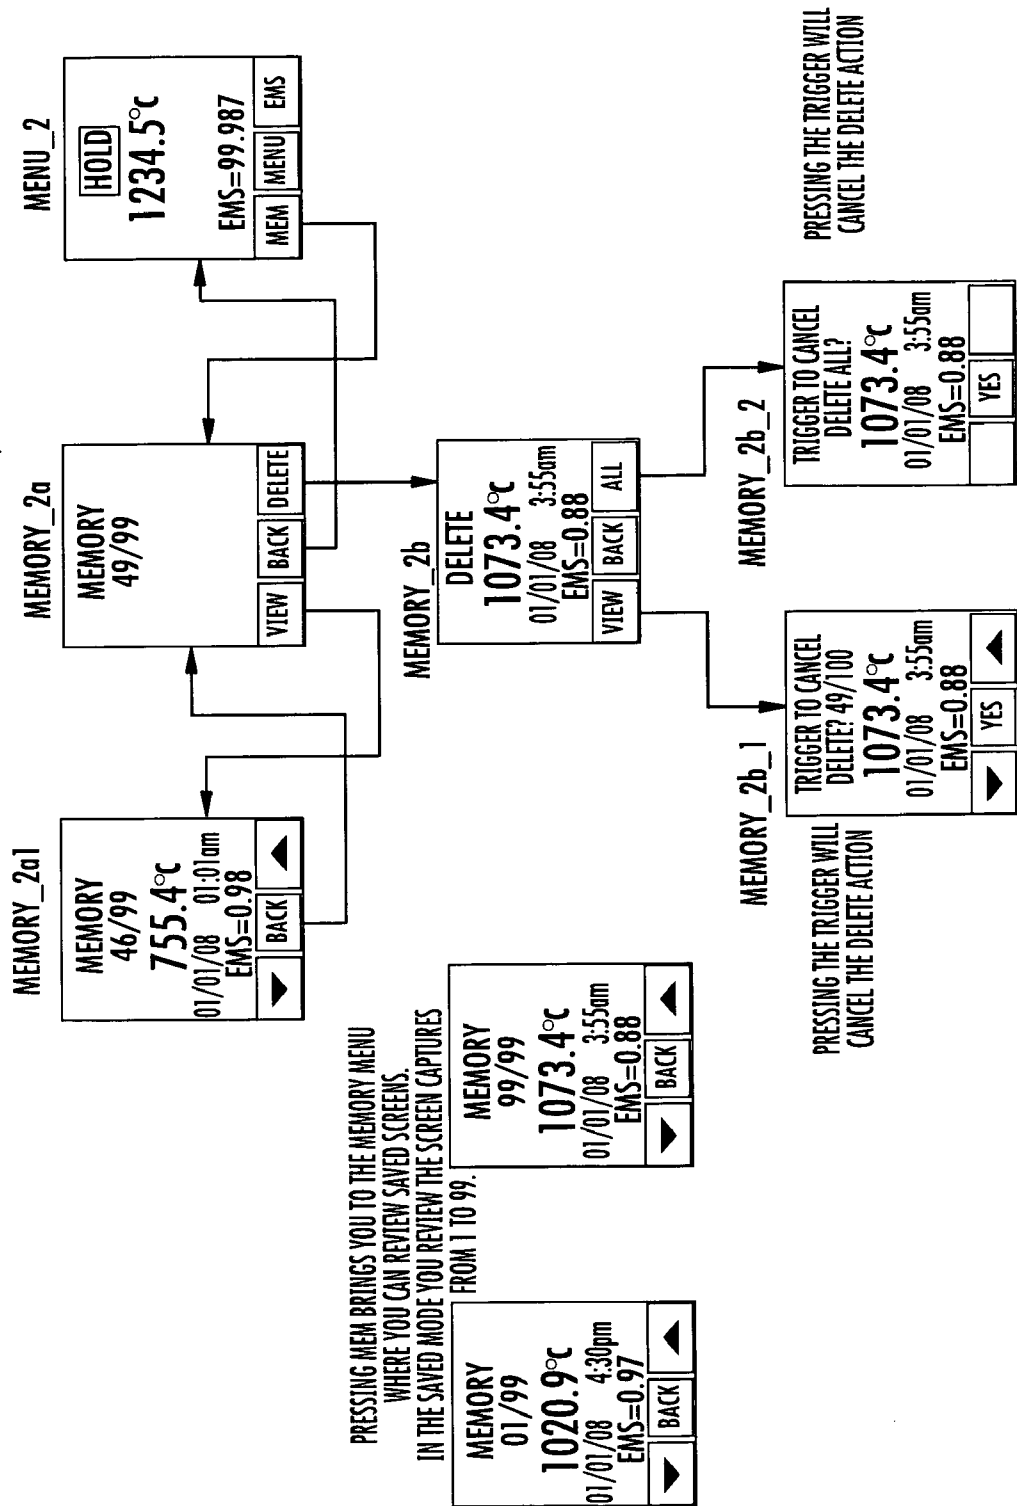 MENU_2
HOLD
1234.5°C
EMS=99.987
MEM MENU EMS
MEMORY_2a
MEMORY
49/99
VIEW BACK DELETE
MEMORY_2a1
MEMORY
46/99
755.4°C
01/01/08 01:01am
EMS=0.98
BACK
PRESSING MEM BRINGS YOU TO THE MEMORY MENU
WHERE YOU CAN REVIEW SAVED SCREENS.
IN THE SAVED MODE YOU REVIEW THE SCREEN CAPTURES
FROM 1 TO 99.
MEMORY
01/99
1020.9°C
01/01/08 4:30pm
EMS=0.97
BACK
MEMORY
99/99
1073.4°C
01/01/08 3:55am
EMS=0.88
BACK
MEMORY_2b
DELETE
1073.4°C
01/01/08 3:55am
EMS=0.88
VIEW BACK ALL
MEMORY_2b_1
TRIGGER TO CANCEL
DELETE? 49/100
1073.4°C
01/01/08 3:55am
EMS=0.88
YES
PRESSING THE TRIGGER WILL
CANCEL THE DELETE ACTION
MEMORY_2b_2
TRIGGER TO CANCEL
DELETE ALL?
1073.4°C
01/01/08 3:55am
EMS=0.88
YES
PRESSING THE TRIGGER WILL
CANCEL THE DELETE ACTION